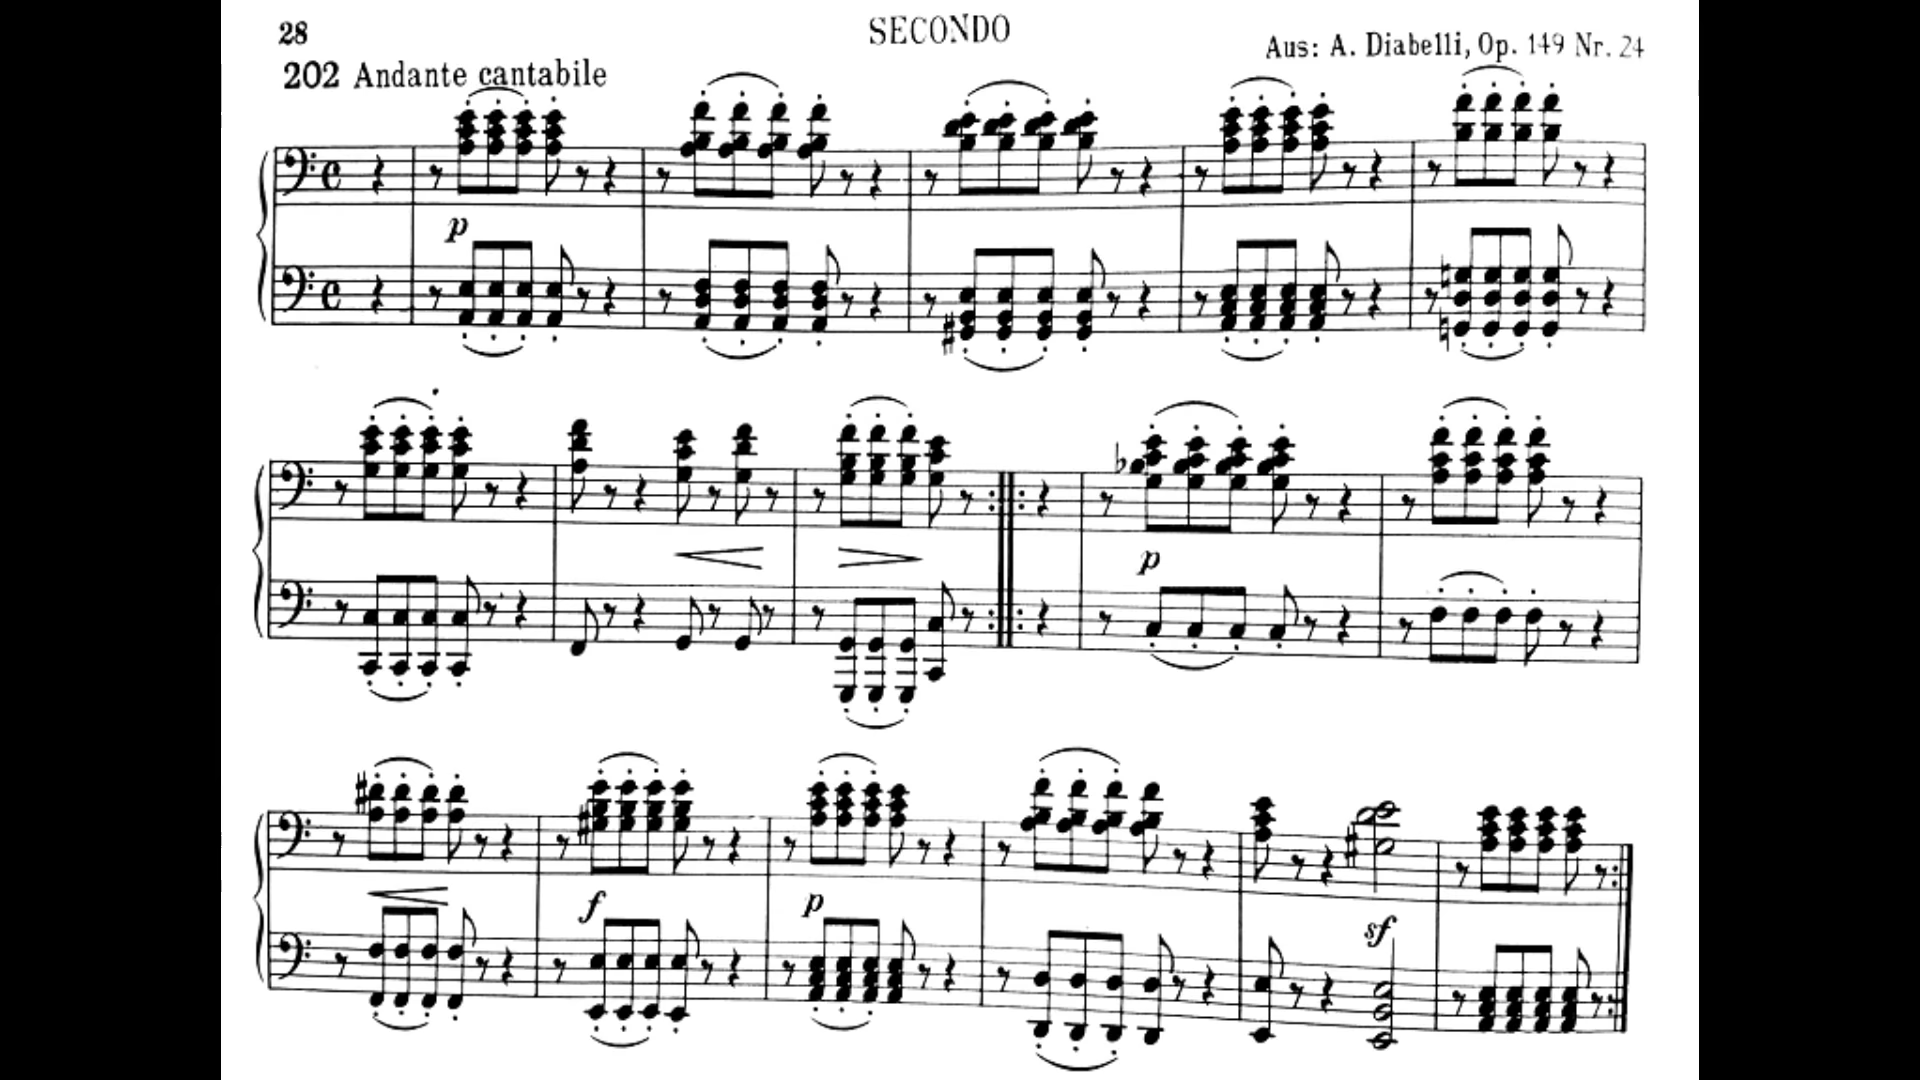 28
SECONDO
Aus: A. Diabelli, Op. 149 Nr. 24
202 Andante cantabile
p
p
f
p
sf